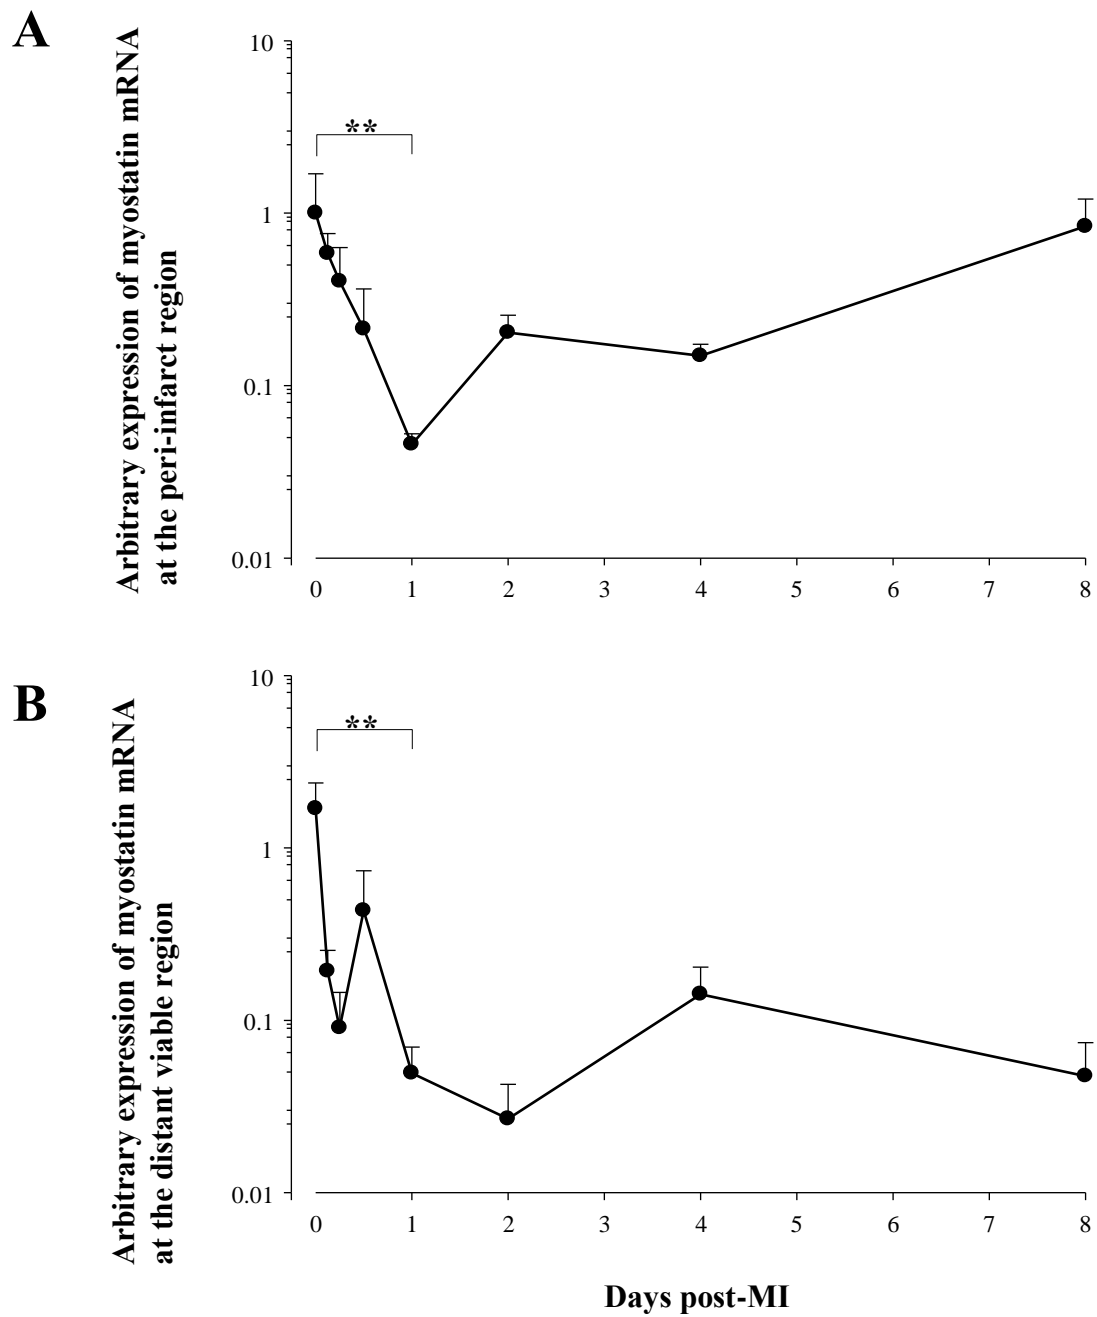 A
Arbitrary expression of myostatin mRNA
at the peri-infarct region
10
1
0.1
0.01
**
0 1 2 3 4 5 6 7 8
B
Arbitrary expression of myostatin mRNA
at the distant viable region
10
1
0.1
0.01
**
0 1 2 3 4 5 6 7 8
Days post-MI